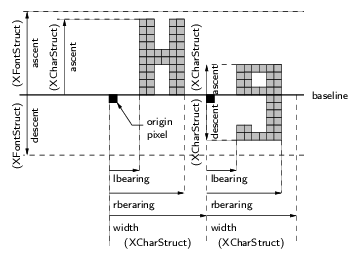 (XFontStruct)
ascent
(XCharStruct)
ascent
(XCharStruct)
ascent
baseline
(XFontStruct)
descent
origin
pixel
(XCharStruct)
descent
lbearing
lbearing
rberaring
rberaring
width
(XCharStruct)
width
(XCharStruct)